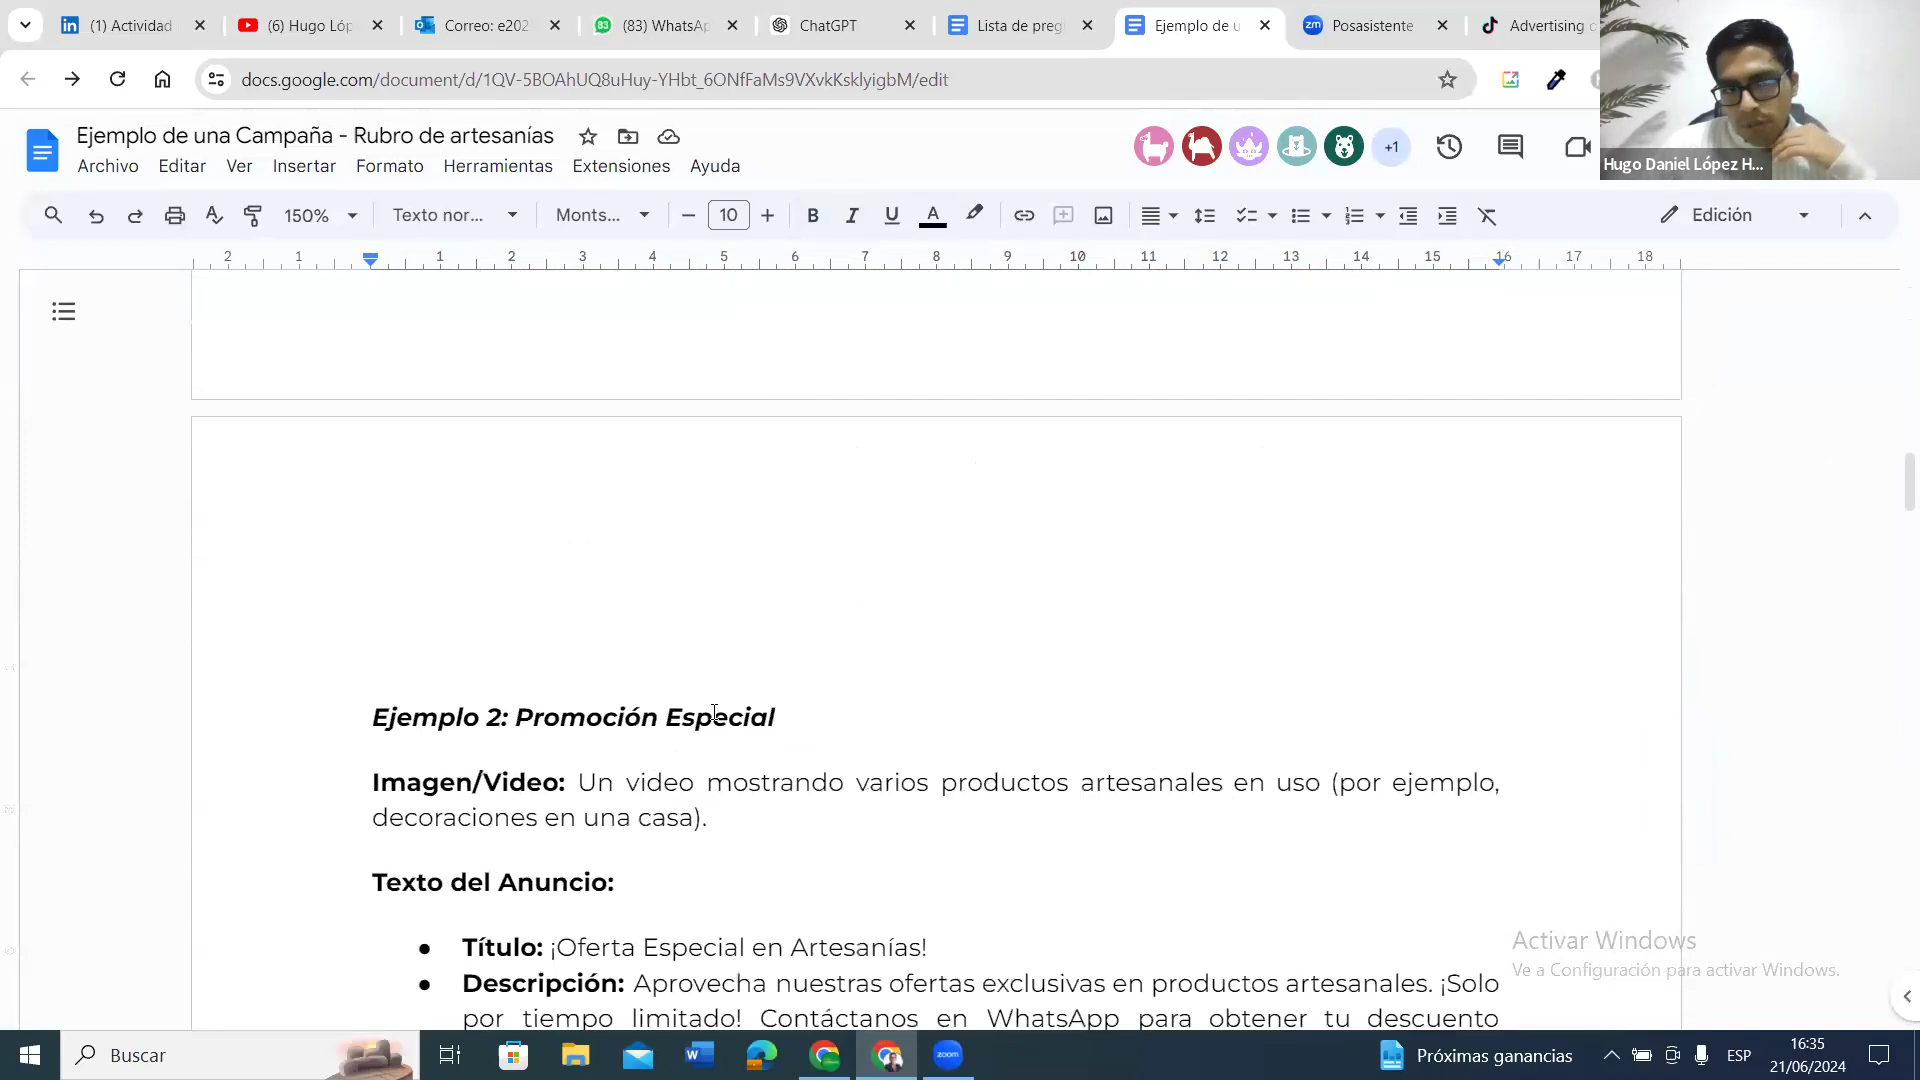 (1) Actividad
(6) Hugo Lóp
Correo: e202
(83) WhatsAp
ChatGPT
Lista de preg
Ejemplo de u
zm
Posasistente
Advertising c
docs.google.com/document/d/1QV-5BOAhUQ8uHuy-YHbt_6ONfFaMs9VXvkKsklyigbM/edit
Ejemplo de una Campaña - Rubro de artesanías
+1
Archivo
Editar
Ver
Insertar
Formato
Herramientas
Extensiones
Ayuda
Hugo Daniel López H...
150%
Texto nor...
Monts...
10
Edición
2 1 1 2 3 4 5 6 7 8 9 10 11 12 13 14 15 16 17 18
Ejemplo 2: Promoción Especial
Imagen/Video: Un video mostrando varios productos artesanales en uso (por ejemplo,
decoraciones en una casa).
Texto del Anuncio:
● Título: ¡Oferta Especial en Artesanías!
● Descripción: Aprovecha nuestras ofertas exclusivas en productos artesanales. ¡Solo
por tiempo limitado! Contáctanos en WhatsApp para obtener tu descuento
Activar Windows
Ve a Configuración para activar Windows.
Buscar
zoom
Próximas ganancias
ESP
16:35
21/06/2024